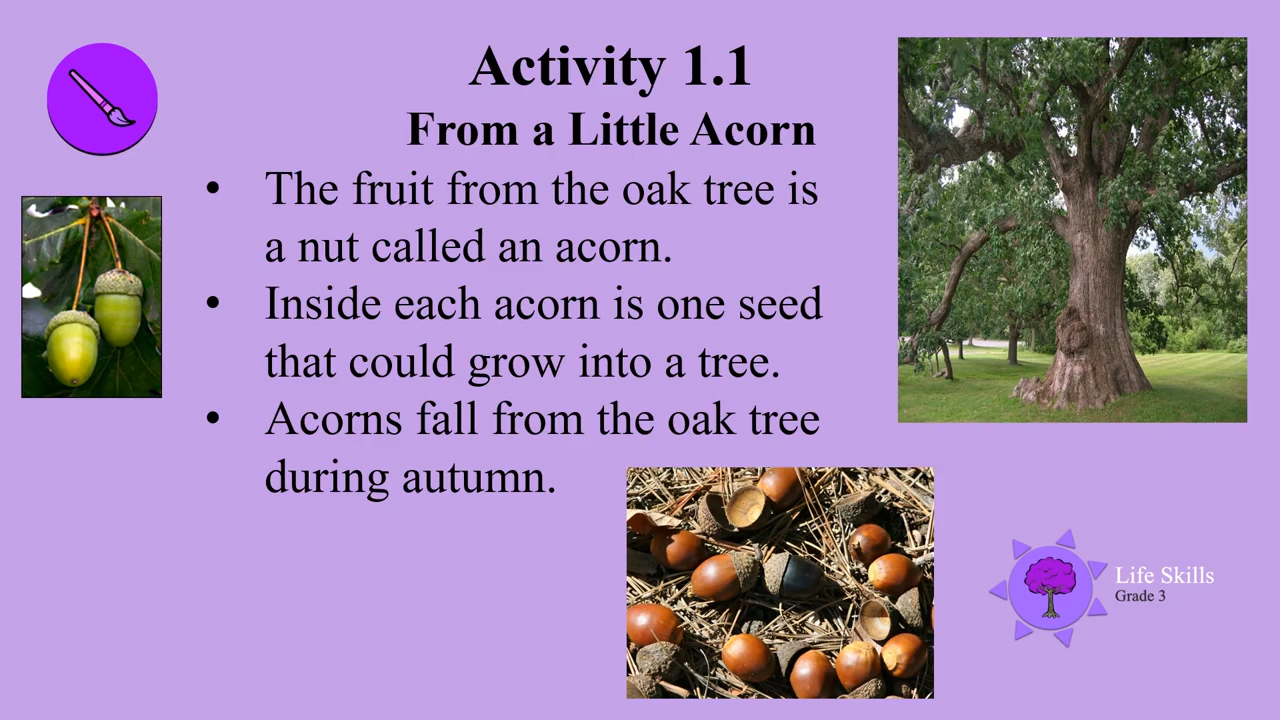 Activity 1.1
From a Little Acorn
• The fruit from the oak tree is
a nut called an acorn.
• Inside each acorn is one seed
that could grow into a tree.
• Acorns fall from the oak tree
during autumn.
Life Skills
Grade 3